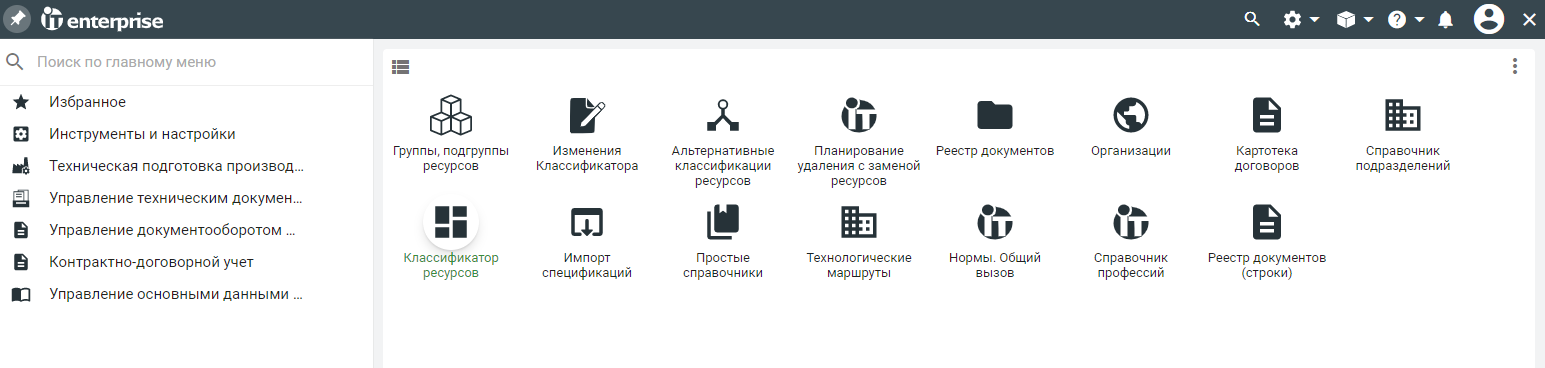 iT enterprise
Поиск по главному меню
Избранное
Инструменты и настройки
Техническая подготовка производ...
Управление техническим докумен...
Управление документооборотом ...
Контрактно-договорной учет
Управление основными данными ...
Группы, подгруппы
ресурсов
Изменения
Классификатора
Альтернативные
классификации
ресурсов
Планирование
удаления с заменой
ресурсов
Реестр документов
Организации
Картотека
договоров
Справочник
подразделений
Классификатор
ресурсов
Импорт
спецификаций
Простые
справочники
Технологические
маршруты
Нормы. Общий
вызов
Справочник
профессий
Реестр документов
(строки)